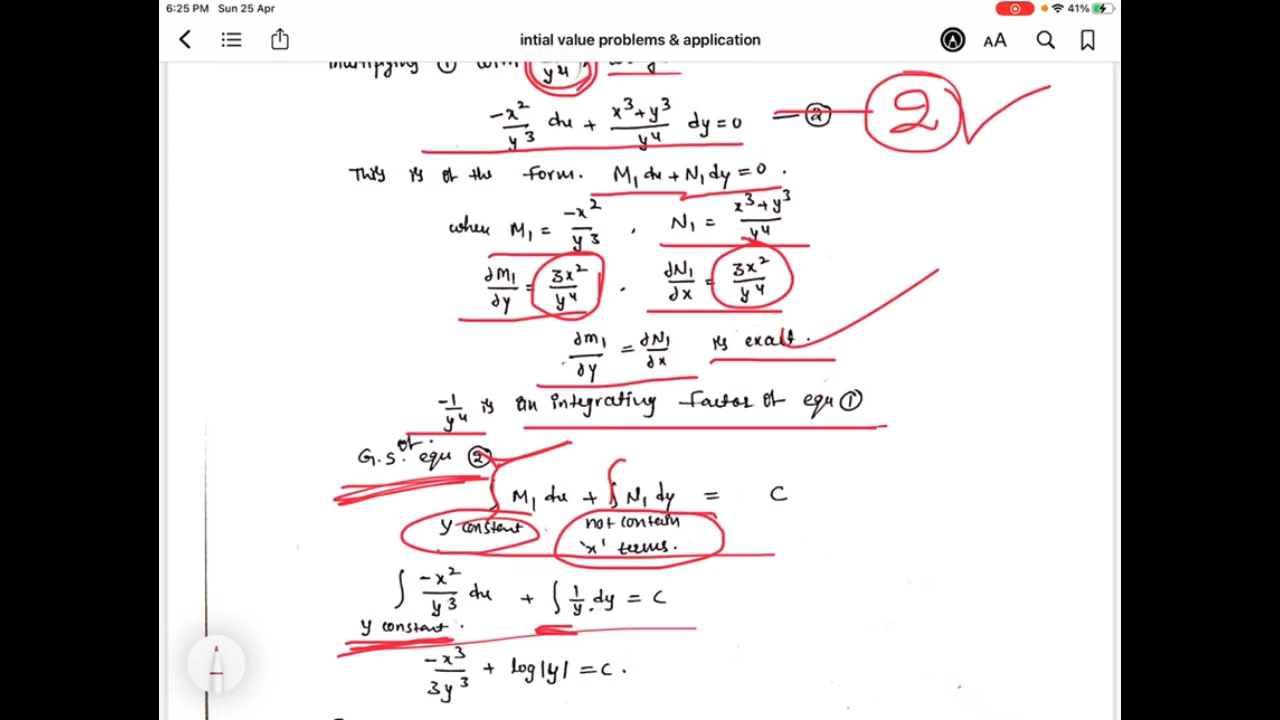 6:25 PM Sun 25 Apr 41%
intial value problems & application AA
Multiplying ① with y⁴
-x²/y³ dx + x³+y³/y⁴ dy = 0 — ② 2
This is of the form. M₁ dx + N₁ dy = 0 .
when M₁ = -x²/y³ , N₁ = x³+y³/y⁴
∂M₁/∂y = 3x²/y⁴ , ∂N₁/∂x = 3x²/y⁴
∂m₁/∂y = ∂N₁/∂x is exact.
-1/y⁴ is an integrating factor of equ ①
G.S. of equ ②
∫ M₁ dx + ∫ N₁ dy = C
y constant not contain
'x' terms.
∫ -x²/y³ dx + ∫ 1/y. dy = C
y constant .
-x³/3y³ + log|y| = C .